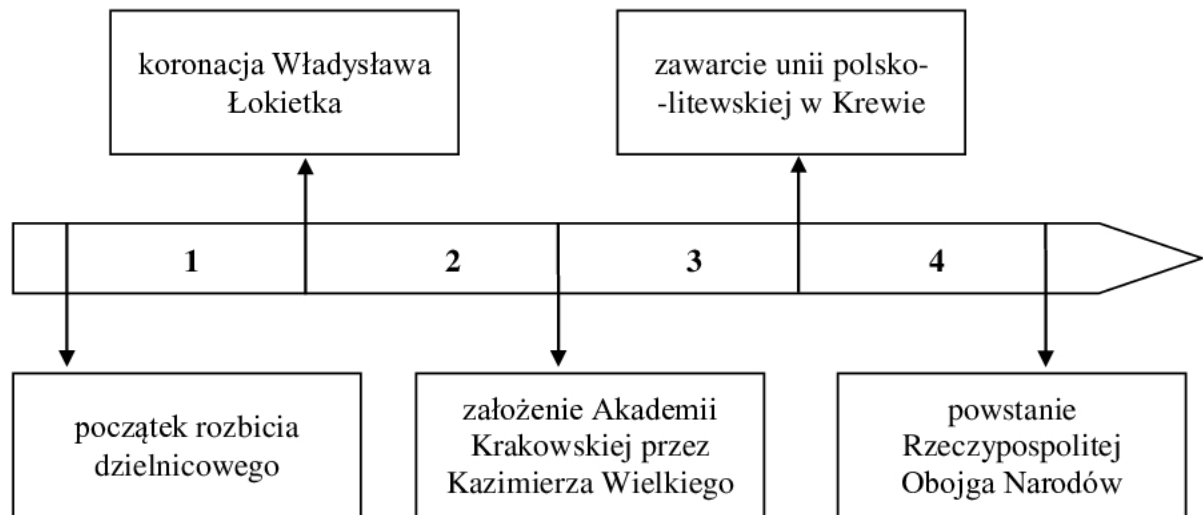 koronacja Władysława
Łokietka
zawarcie unii polsko-
-litewskiej w Krewie
1
2
3
4
początek rozbicia
dzielnicowego
założenie Akademii
Krakowskiej przez
Kazimierza Wielkiego
powstanie
Rzeczypospolitej
Obojga Narodów